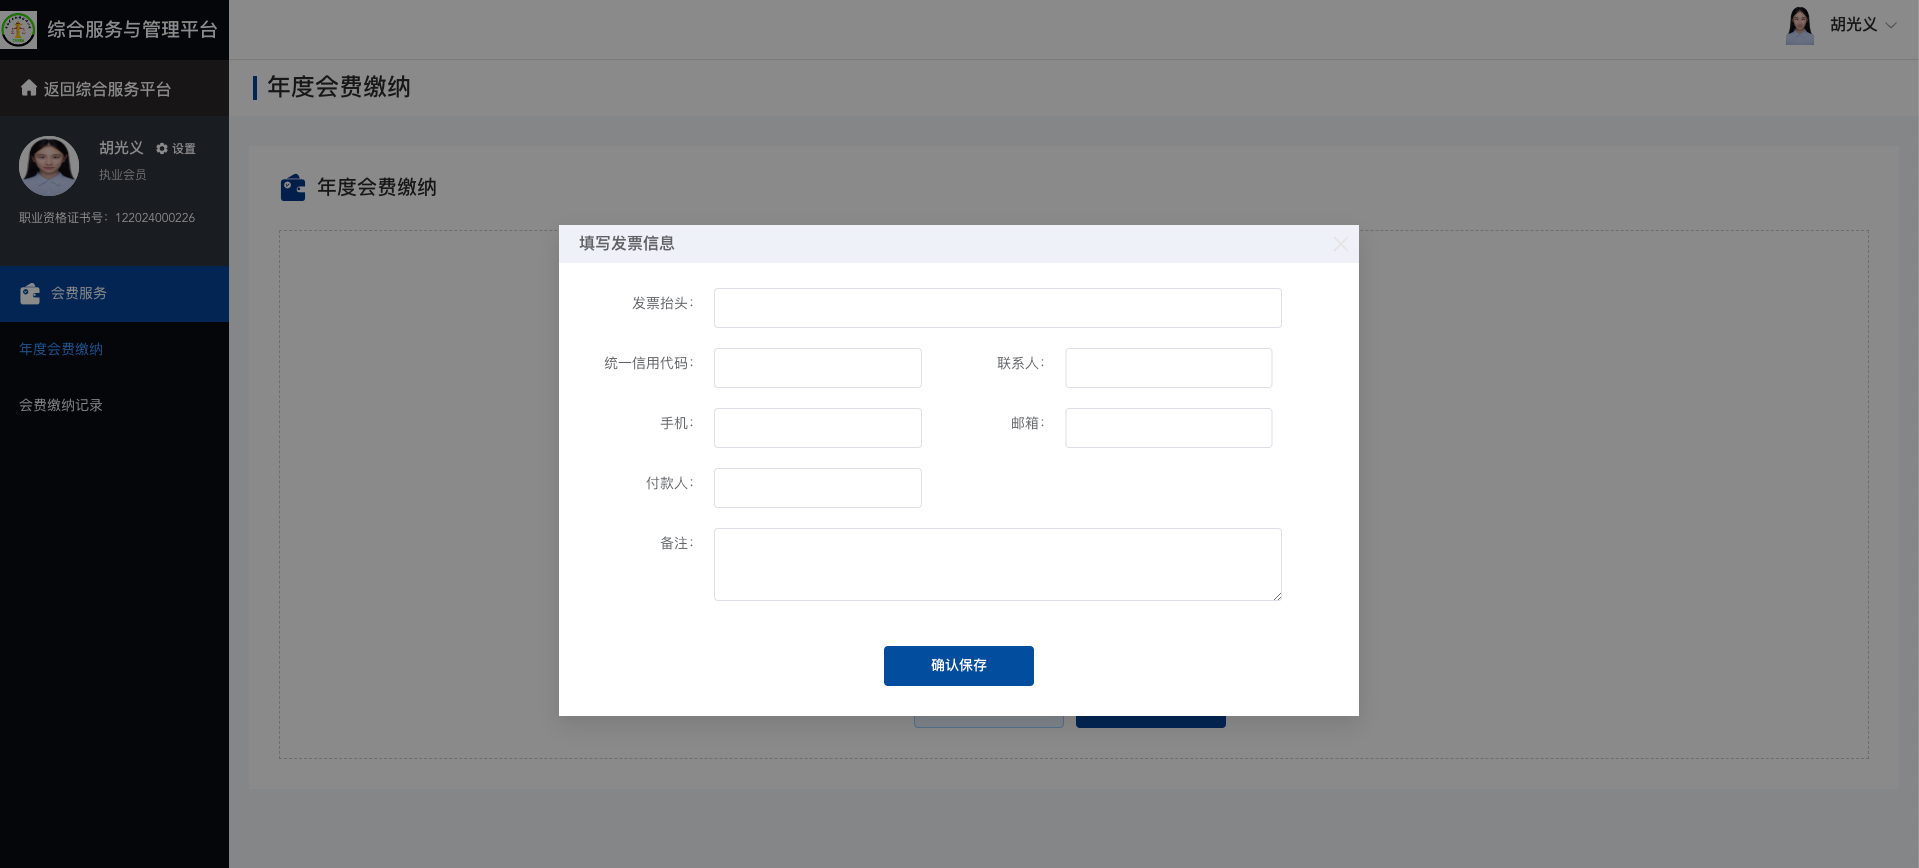 综合服务与管理平台
胡光义
返回综合服务平台
年度会费缴纳
胡光义 设置
执业会员
职业资格证书号：122024000226
年度会费缴纳
填写发票信息
会费服务
发票抬头：
年度会费缴纳
统一信用代码：
联系人：
会费缴纳记录
手机：
邮箱：
付款人：
备注：
确认保存